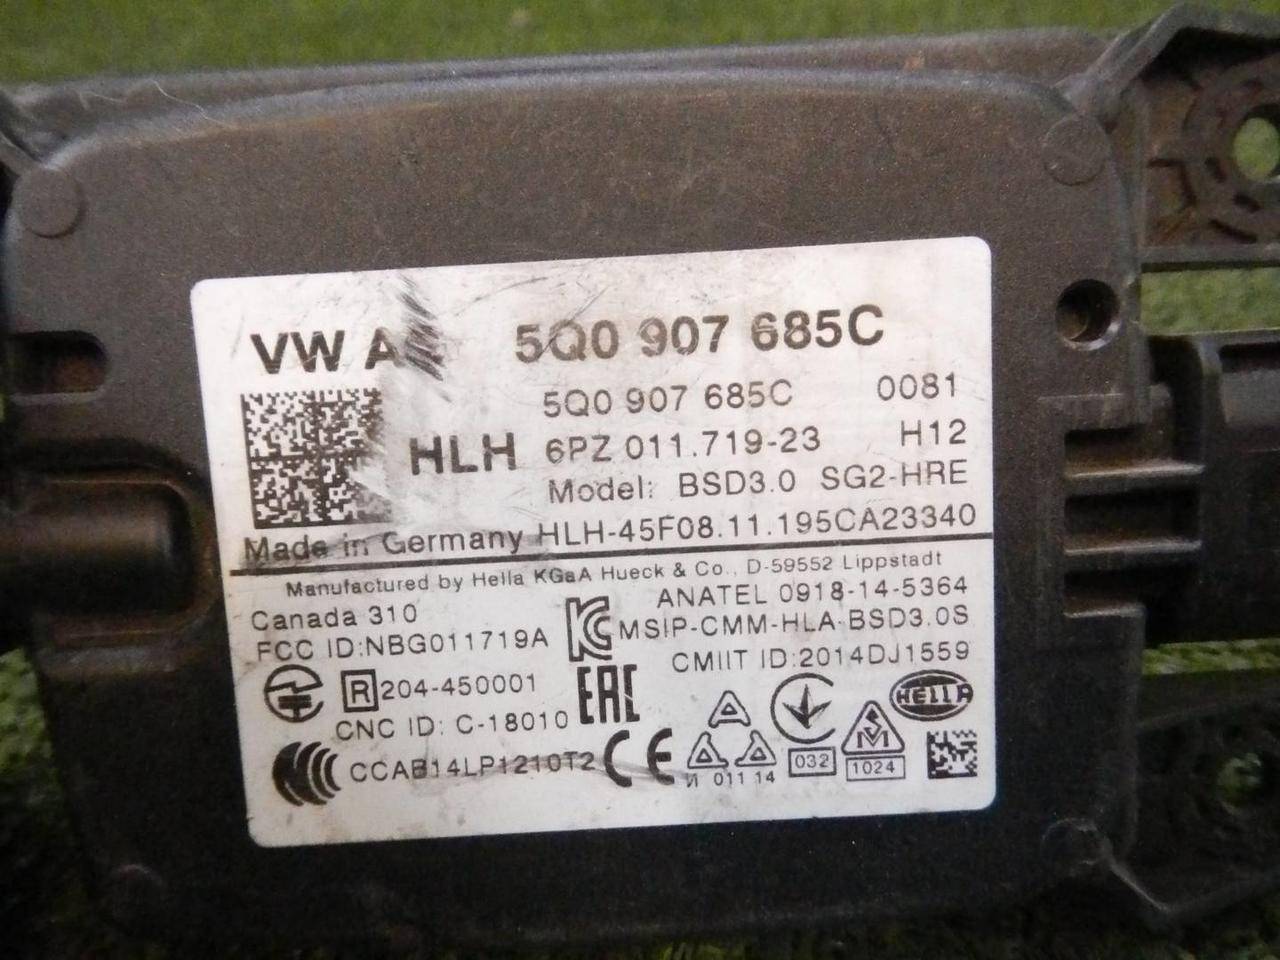 VW A 5Q0 907 685C
5Q0 907 685C 0081
HLH 6PZ 011.719-23 H12
Model: BSD3.0 SG2-HRE
Made in Germany HLH-45F08.11.195CA23340
Manufactured by Hella KGaA Hueck & Co., D-59552 Lippstadt
Canada 310 ANATEL 0918-14-5364
FCC ID:NBG011719A MSIP-CMM-HLA-BSD3.0S
CMIIT ID:2014DJ1559
R 204-450001 EAC HELLA
CNC ID: C-18010
CCAB14LP1210T2 CE И 011 14 032 SM 1024